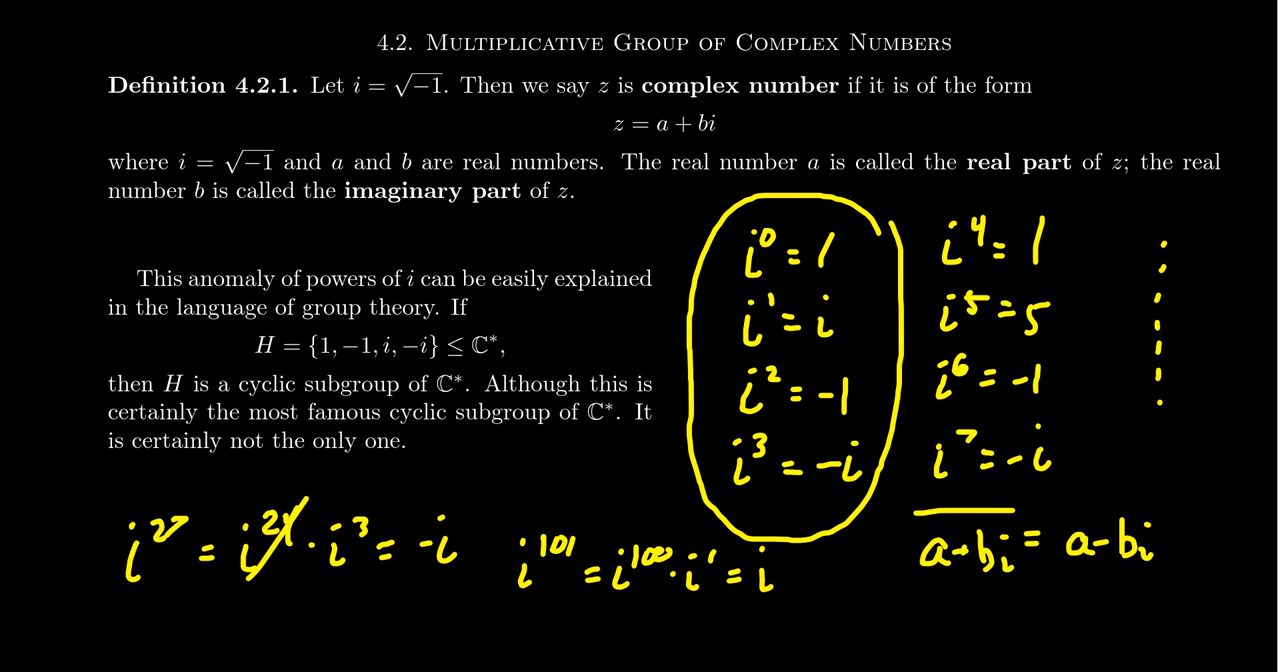 4.2. MULTIPLICATIVE GROUP OF COMPLEX NUMBERS
Definition 4.2.1. Let i = √−1. Then we say z is complex number if it is of the form
z = a + bi
where i = √−1 and a and b are real numbers. The real number a is called the real part of z; the real
number b is called the imaginary part of z.
This anomaly of powers of i can be easily explained
in the language of group theory. If
H = {1, −1, i, −i} ≤ ℂ*,
then H is a cyclic subgroup of ℂ*. Although this is
certainly the most famous cyclic subgroup of ℂ*. It
is certainly not the only one.
i⁰ = 1
i¹ = i
i² = -1
i³ = -i
i⁴ = 1
i⁵ = 5
i⁶ = -1
i⁷ = -i
i²⁷ = i²⁴ · i³ = -i
i¹⁰¹ = i¹⁰⁰ · i¹ = i
a+bi = a-bi